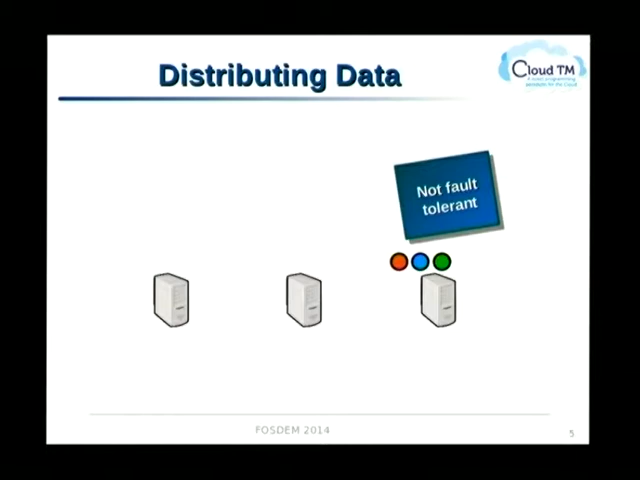 Distributing Data
Cloud TM
Not fault
tolerant
FOSDEM 2014
5